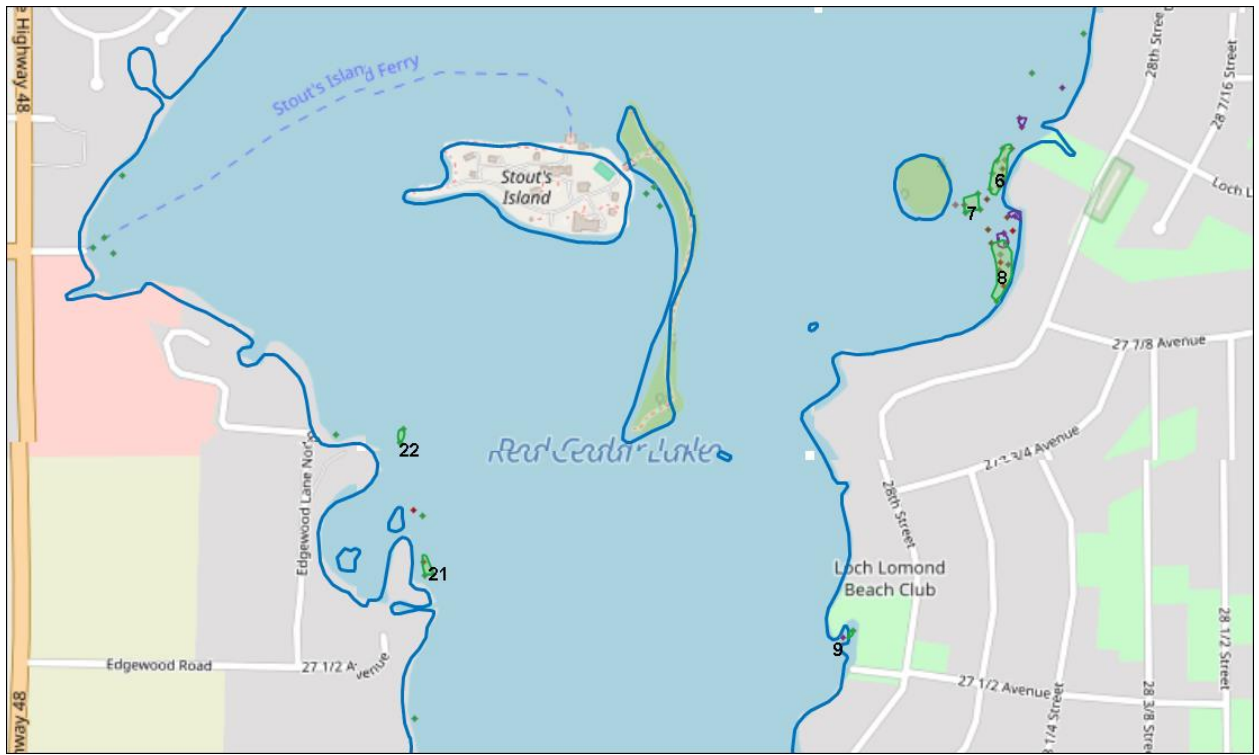 e Highway 48
28th Street
28 7/16 Street
Stout's Island Ferry
Stout's
Island
6
Loch L
7
8
27 7/8 Avenue
22
Red Cedar Lake
27 3/4 Avenue
Edgewood Lane North
28th Street
21
Loch Lomond
Beach Club
28 1/2 Street
9
Edgewood Road
27 1/2 Avenue
27 1/2 Avenue
28 3/8 Street
8 1/4 Street
way 48